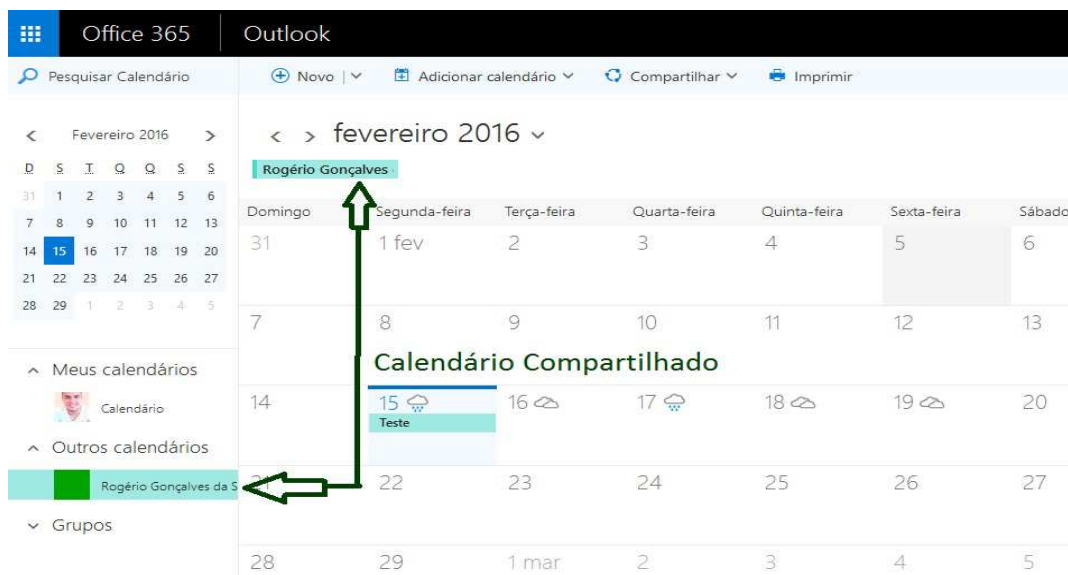 Office 365 Outlook
Pesquisar Calendário Novo Adicionar calendário Compartilhar Imprimir
Fevereiro 2016
D S T Q Q S S
31 1 2 3 4 5 6
7 8 9 10 11 12 13
14 15 16 17 18 19 20
21 22 23 24 25 26 27
28 29 1 2 3 4 5
Meus calendários
Calendário
Outros calendários
Rogério Gonçalves da S
Grupos
fevereiro 2016
Rogério Gonçalves
Domingo Segunda-feira Terça-feira Quarta-feira Quinta-feira Sexta-feira Sábado
31 1 fev 2 3 4 5 6
7 8 9 10 11 12 13
Calendário Compartilhado
14 15 16 17 18 19 20
Teste
21 22 23 24 25 26 27
28 29 1 mar 2 3 4 5